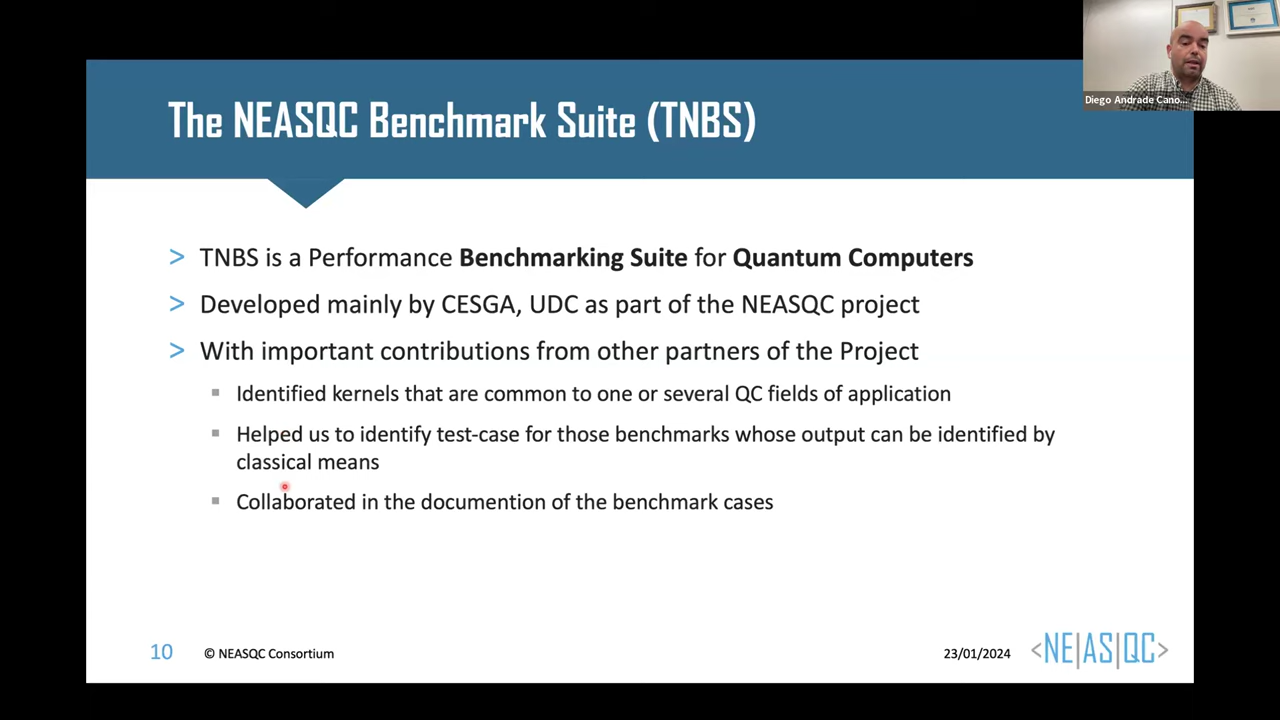 Diego Andrade Cano...
The NEASQC Benchmark Suite (TNBS)
> TNBS is a Performance Benchmarking Suite for Quantum Computers
> Developed mainly by CESGA, UDC as part of the NEASQC project
> With important contributions from other partners of the Project
Identified kernels that are common to one or several QC fields of application
Helped us to identify test-case for those benchmarks whose output can be identified by
classical means
Collaborated in the documention of the benchmark cases
10
© NEASQC Consortium
23/01/2024
<NE|AS|QC>